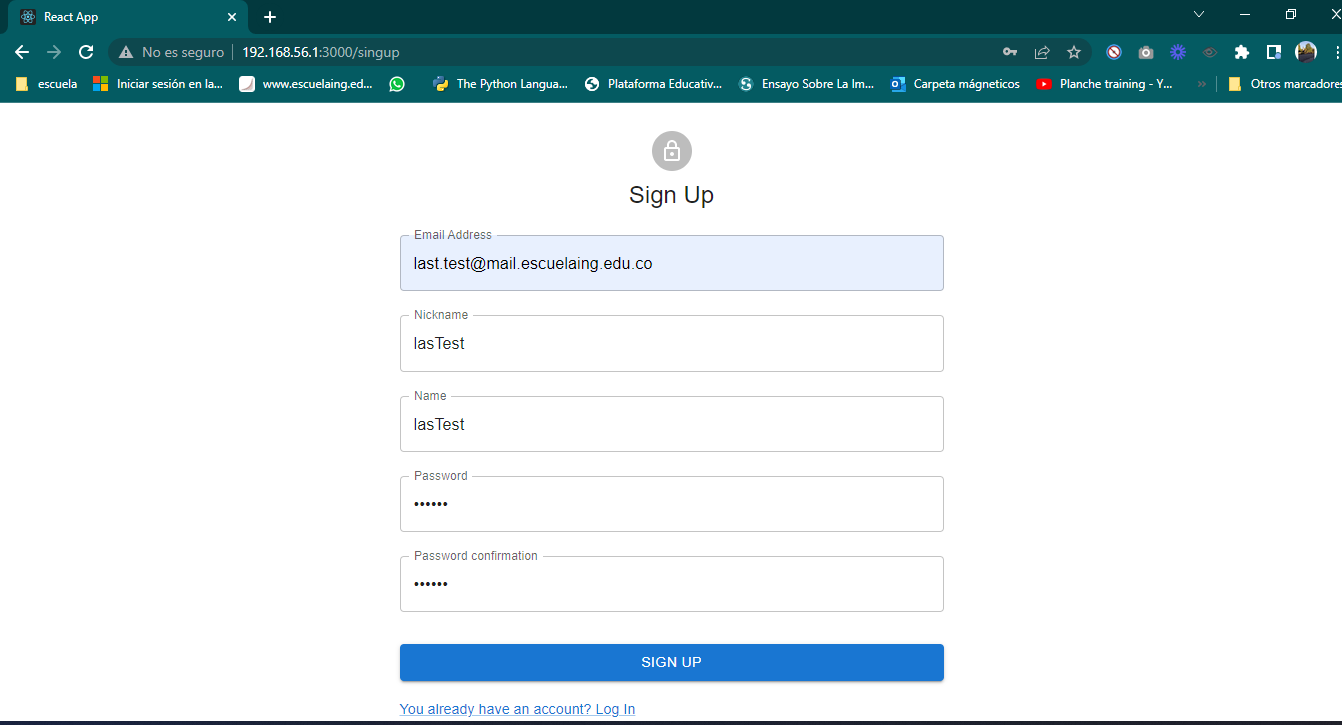 React App
No es seguro 192.168.56.1:3000/singup
escuela Iniciar sesión en la... www.escuelaing.ed... The Python Langua... Plataforma Educativ... Ensayo Sobre La Im... Carpeta mágneticos Planche training - Y... » Otros marcadores
Sign Up
Email Address
last.test@mail.escuelaing.edu.co
Nickname
lasTest
Name
lasTest
Password
••••••
Password confirmation
••••••
SIGN UP
You already have an account? Log In